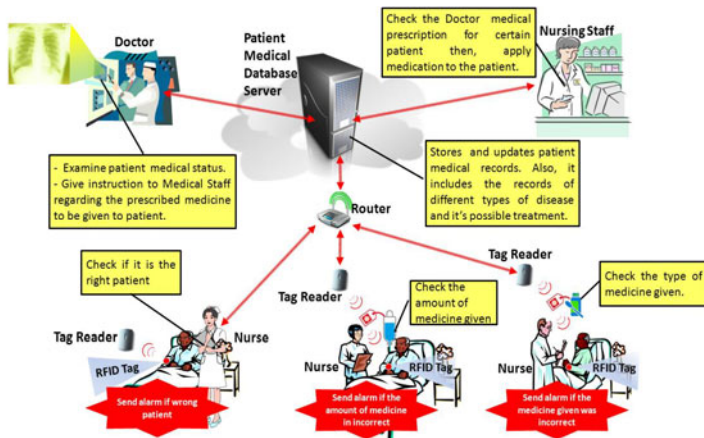 Doctor
Patient
Medical
Database
Server
Check the Doctor medical
prescription for certain
patient then, apply
medication to the patient.
Nursing Staff
- Examine patient medical status.
- Give instruction to Medical Staff
regarding the prescribed medicine
to be given to patient.
Stores and updates patient
medical records. Also, it
includes the records of
different types of disease
and it's possible treatment.
Router
Check if it is the
right patient
Tag Reader
Nurse
RFID Tag
Send alarm if wrong
patient
Tag Reader
Check the
amount of
medicine given
Nurse
RFID Tag
Send alarm if the
amount of medicine
in incorrect
Tag Reader
Check the type of
medicine given.
Nurse
RFID Tag
Send alarm if the
medicine given was
incorrect